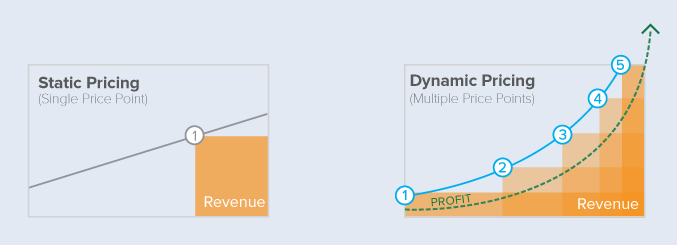 Static Pricing
(Single Price Point)
1
Revenue
Dynamic Pricing
(Multiple Price Points)
5
4
3
2
1
PROFIT
Revenue